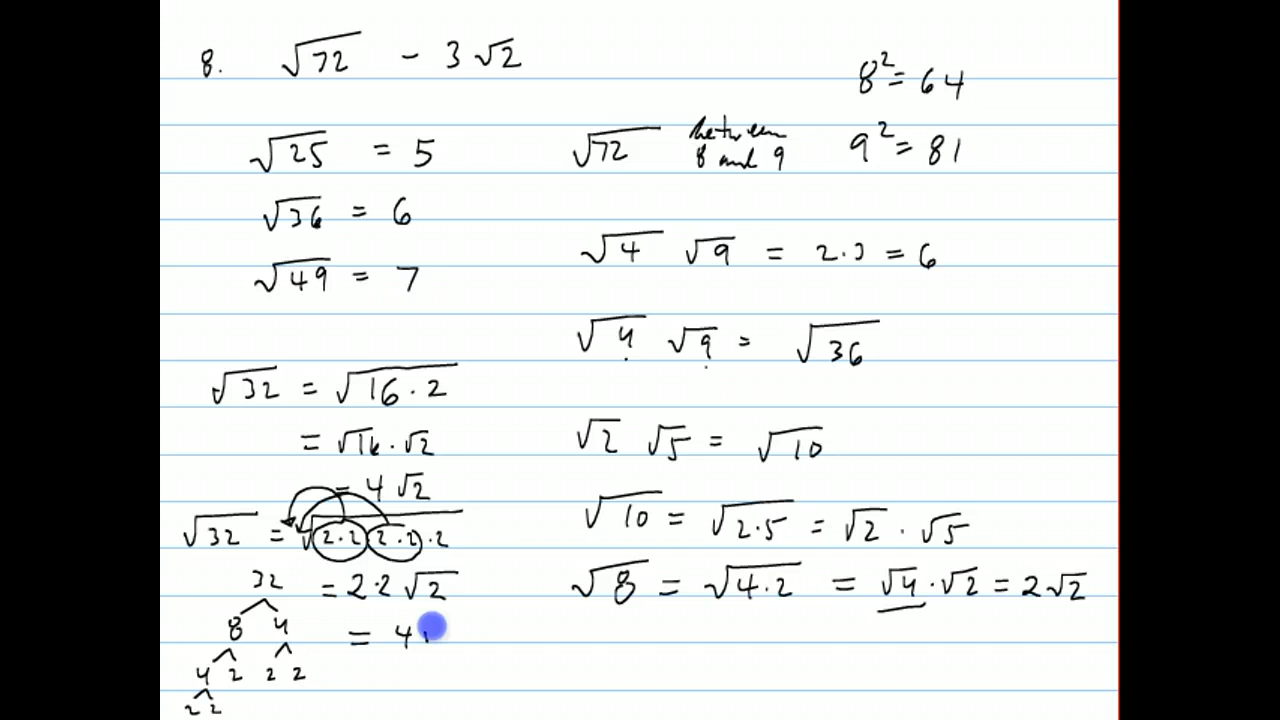 8. √72 - 3√2
8² = 64
√25 = 5
√72 between 8 and 9
9² = 81
√36 = 6
√4 √9 = 2·3 = 6
√49 = 7
√4 √9 = √36
√32 = √16·2
= √16·√2
√2 √5 = √10
= 4√2
√32 = √2·2 2·2·2
√10 = √2·5 = √2 · √5
32 = 2·2√2
√8 = √4·2 = √4·√2 = 2√2
8 4 = 4
4 2 2 2
2 2